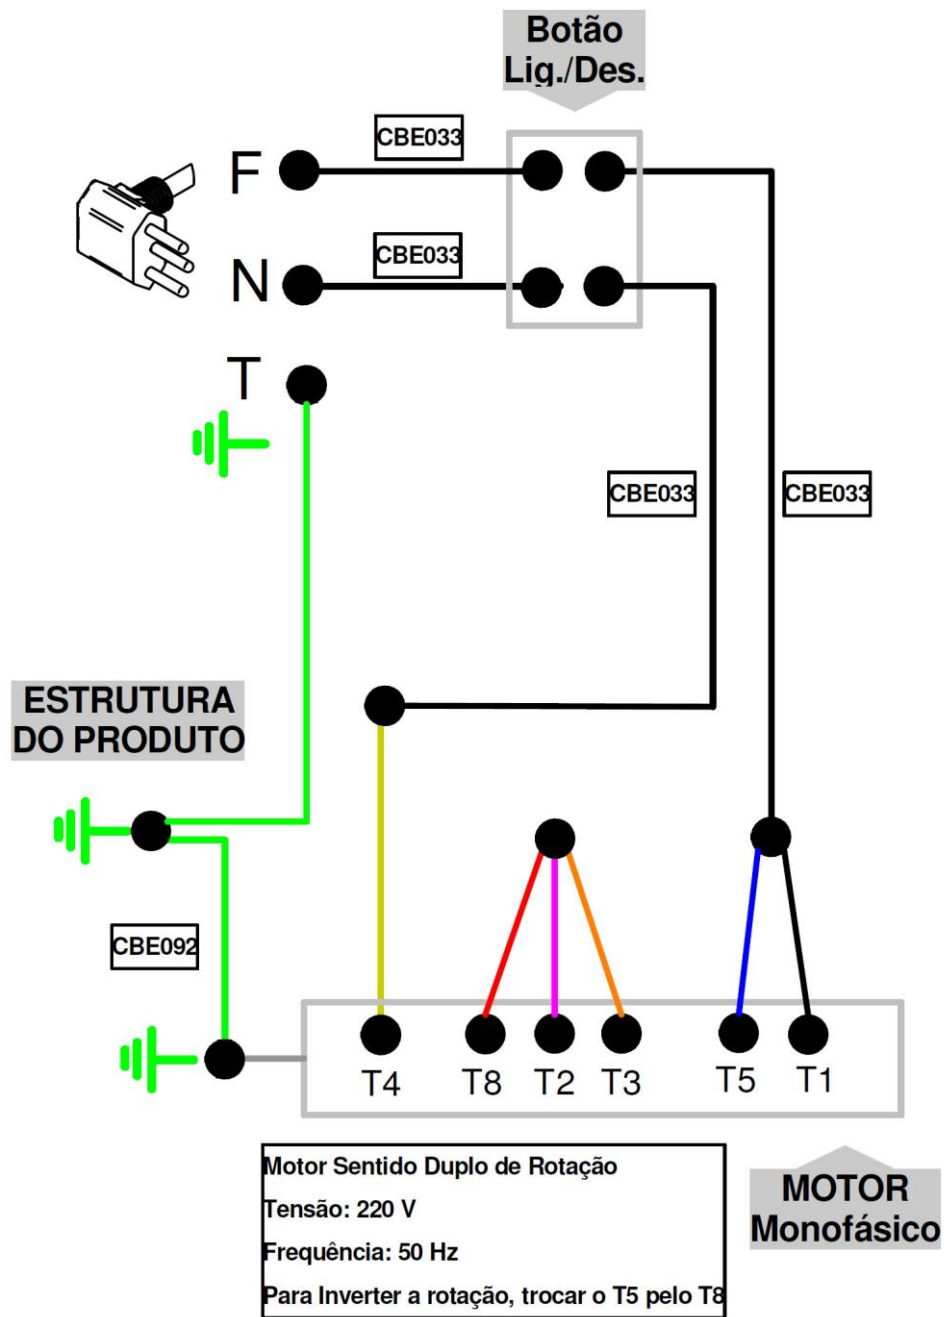 Botão
Lig./Des.
CBE033
F
CBE033
N
T
CBE033
CBE033
ESTRUTURA
DO PRODUTO
CBE092
T4
T8
T2
T3
T5
T1
Motor Sentido Duplo de Rotação
Tensão: 220 V
Frequência: 50 Hz
Para Inverter a rotação, trocar o T5 pelo T8
MOTOR
Monofásico